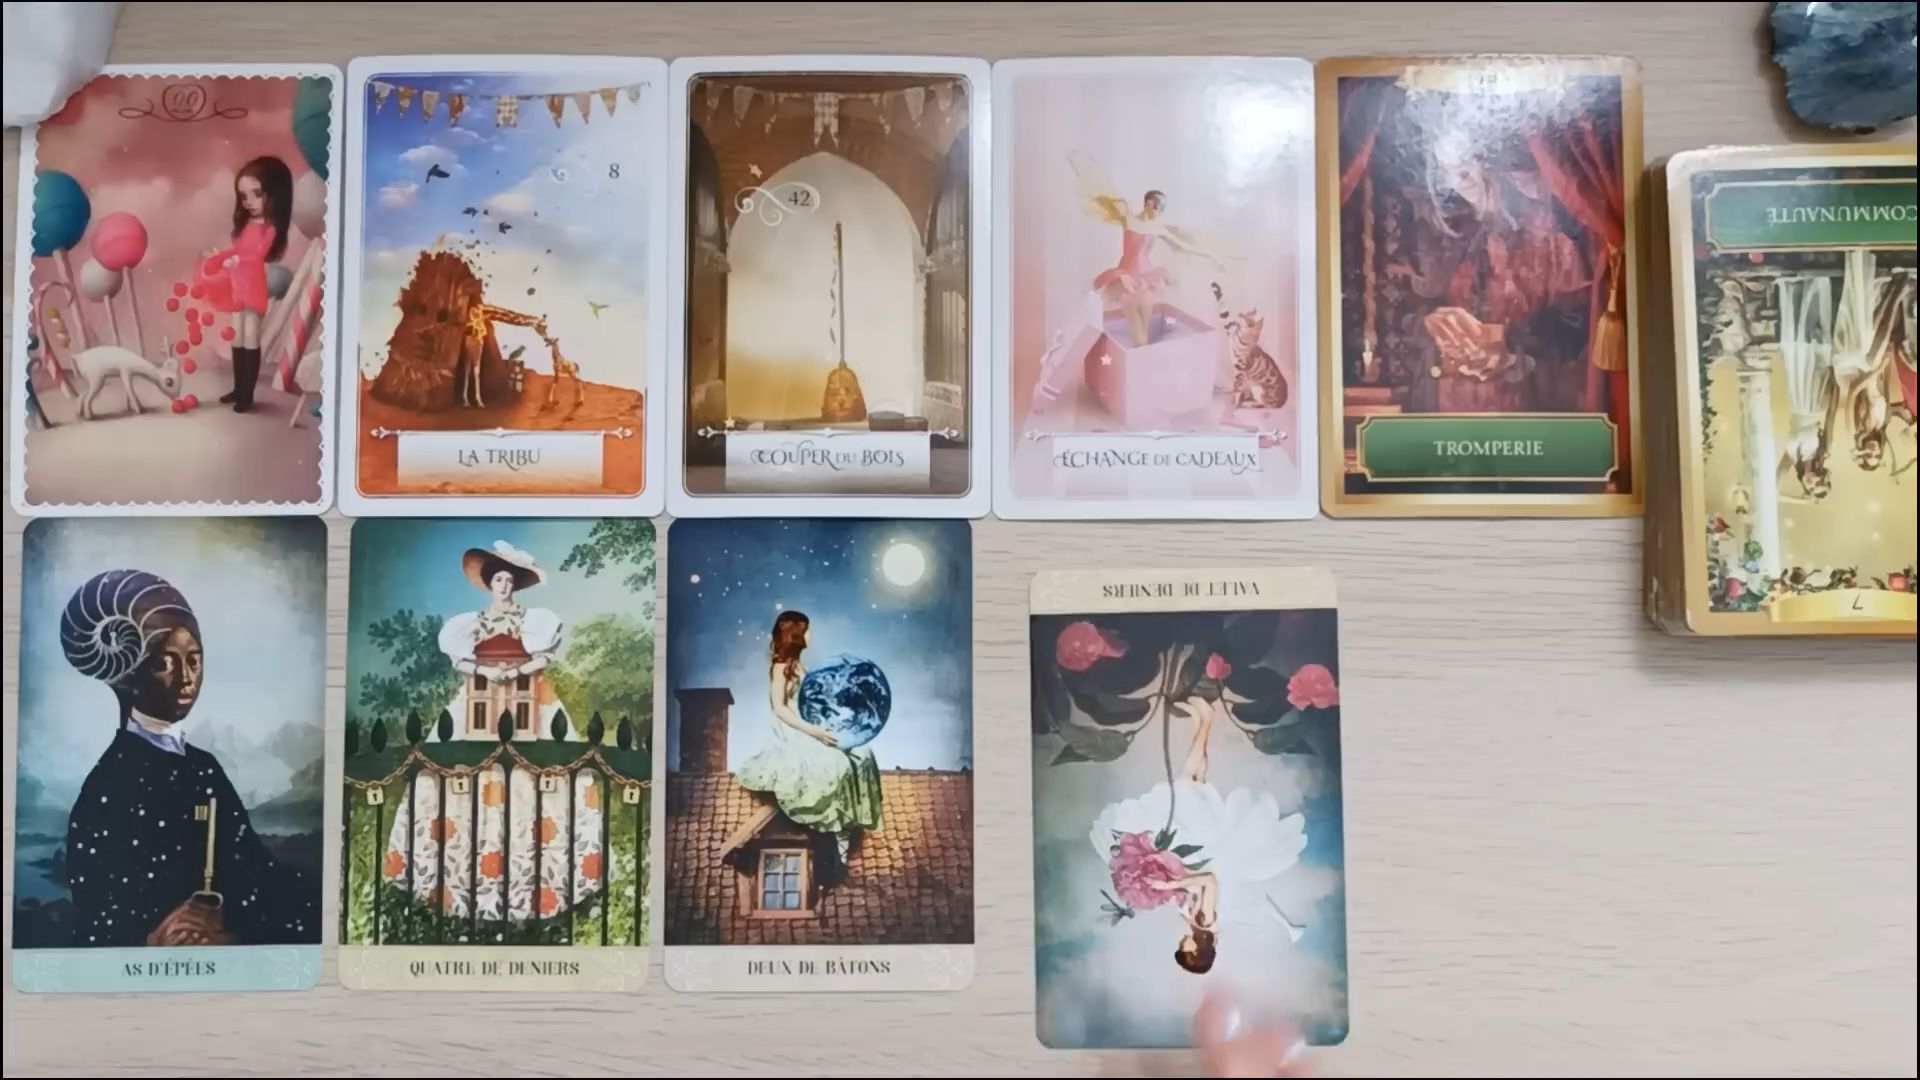 8
42
LA TRIBU
COUPER DU BOIS
ÉCHANGE DE CADEAUX
TROMPERIE
COMMUNAUTÉ
7
VALET DE DENIERS
AS D'ÉPÉES
QUATRE DE DENIERS
DEUX DE BÂTONS